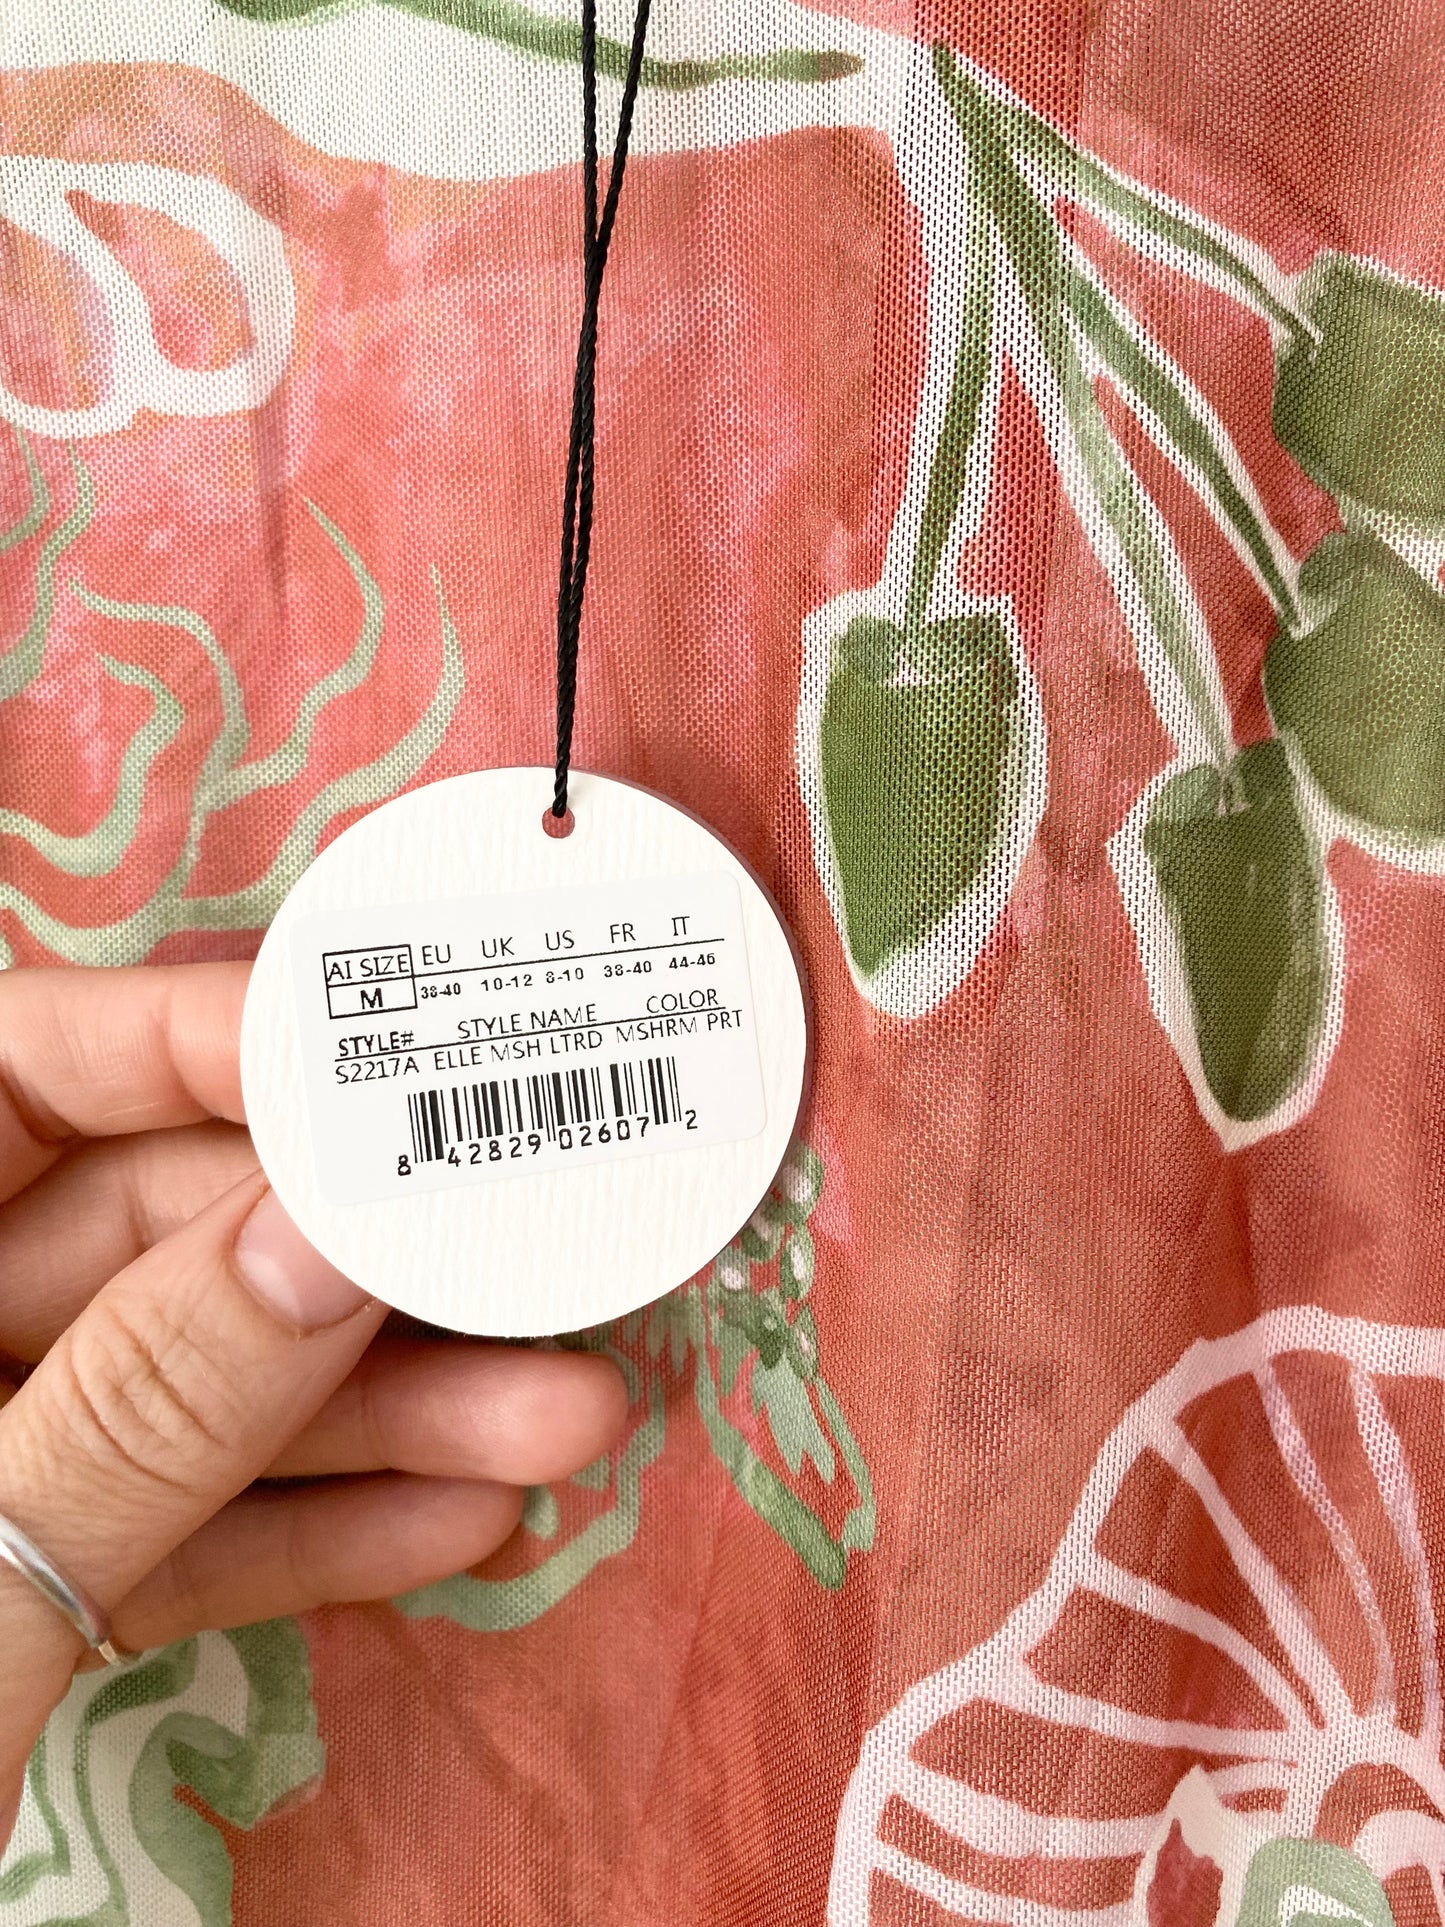 AI SIZE EU UK US FR IT
M 38-40 10-12 8-10 38-40 44-46
STYLE# STYLE NAME COLOR
S2217A ELLE MSH LTRD MSHRM PRT
8 42829 02607 2